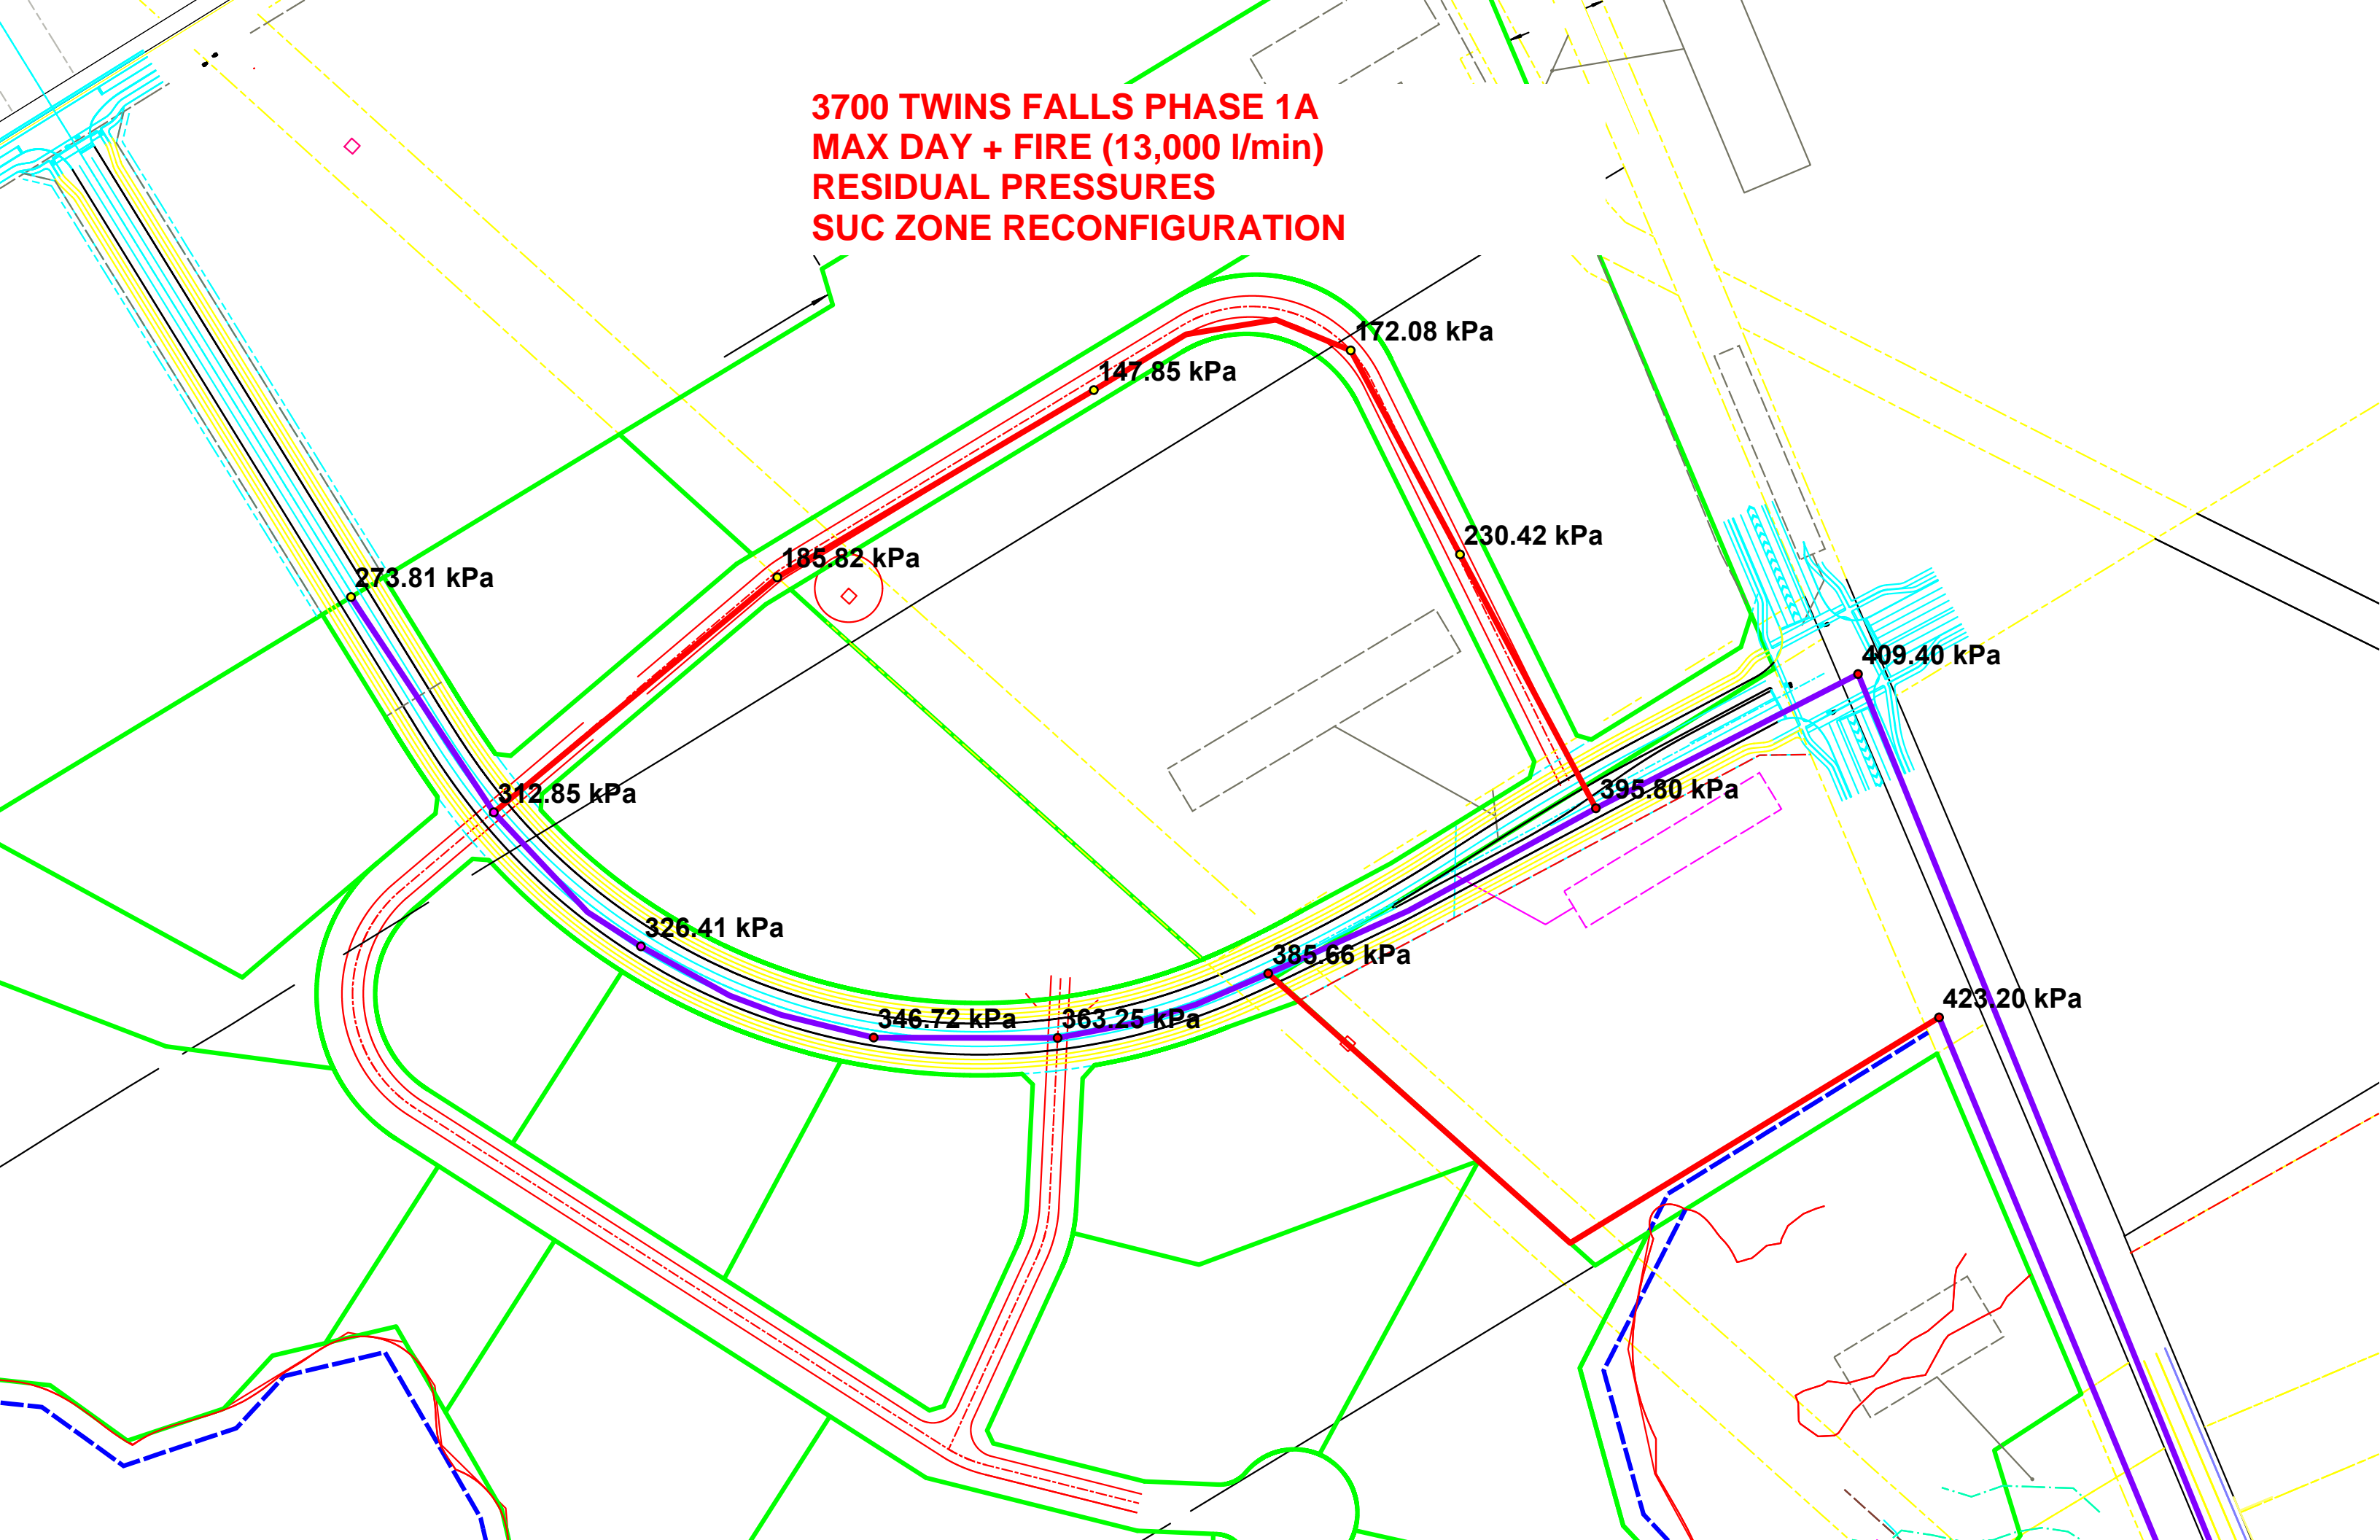 3700 TWINS FALLS PHASE 1A
MAX DAY + FIRE (13,000 l/min)
RESIDUAL PRESSURES
SUC ZONE RECONFIGURATION
172.08 kPa
147.85 kPa
230.42 kPa
185.82 kPa
273.81 kPa
409.40 kPa
312.85 kPa
395.80 kPa
326.41 kPa
385.66 kPa
346.72 kPa
363.25 kPa
423.20 kPa